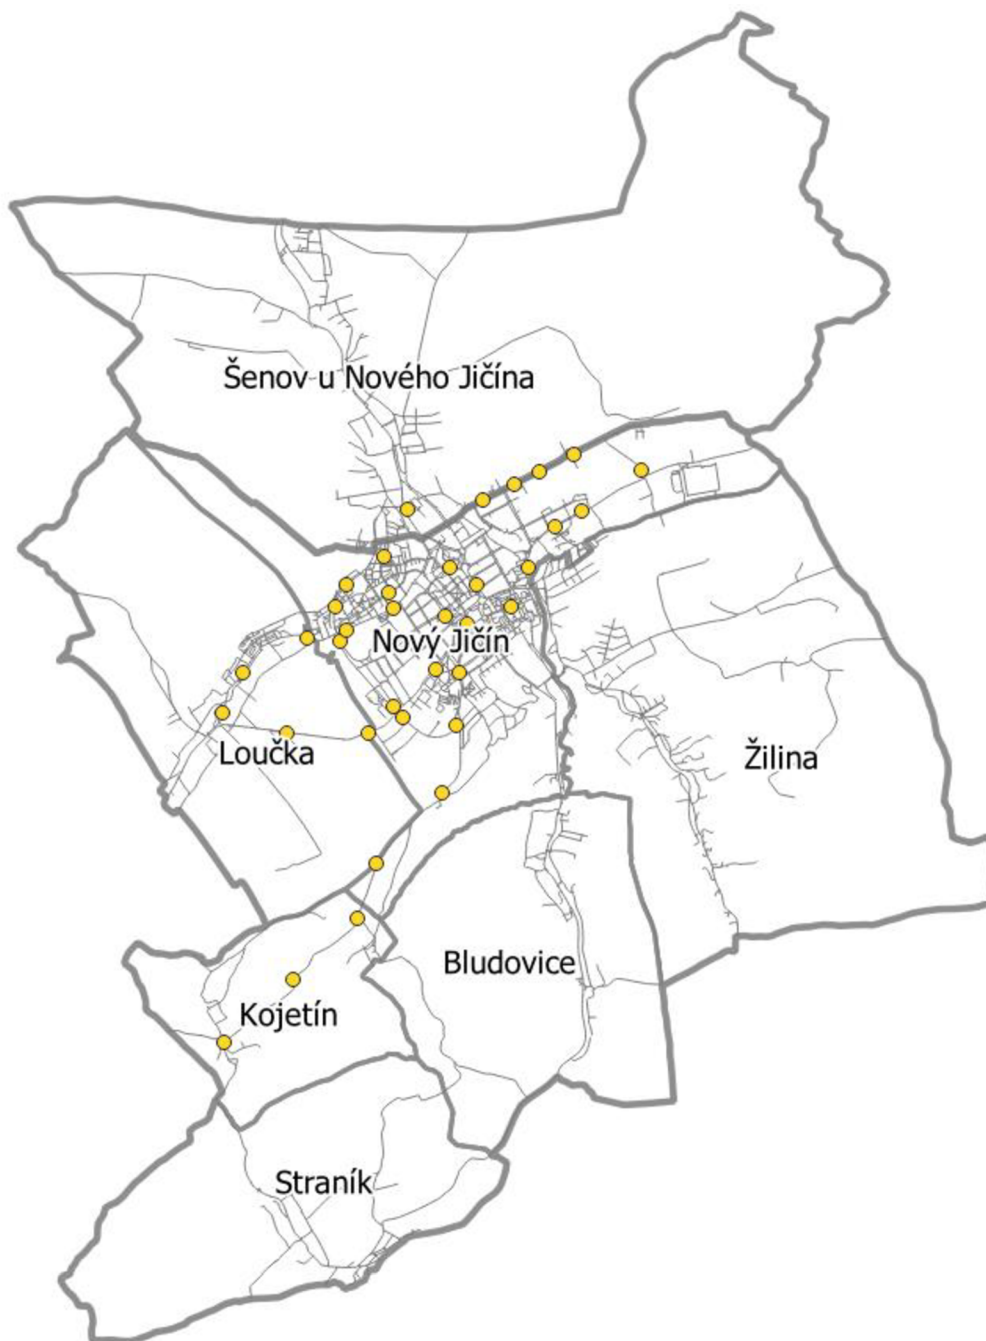 Šenov u Nového Jičína
Nový Jičín
Loučka
Žilina
Bludovice
Kojetín
Straník